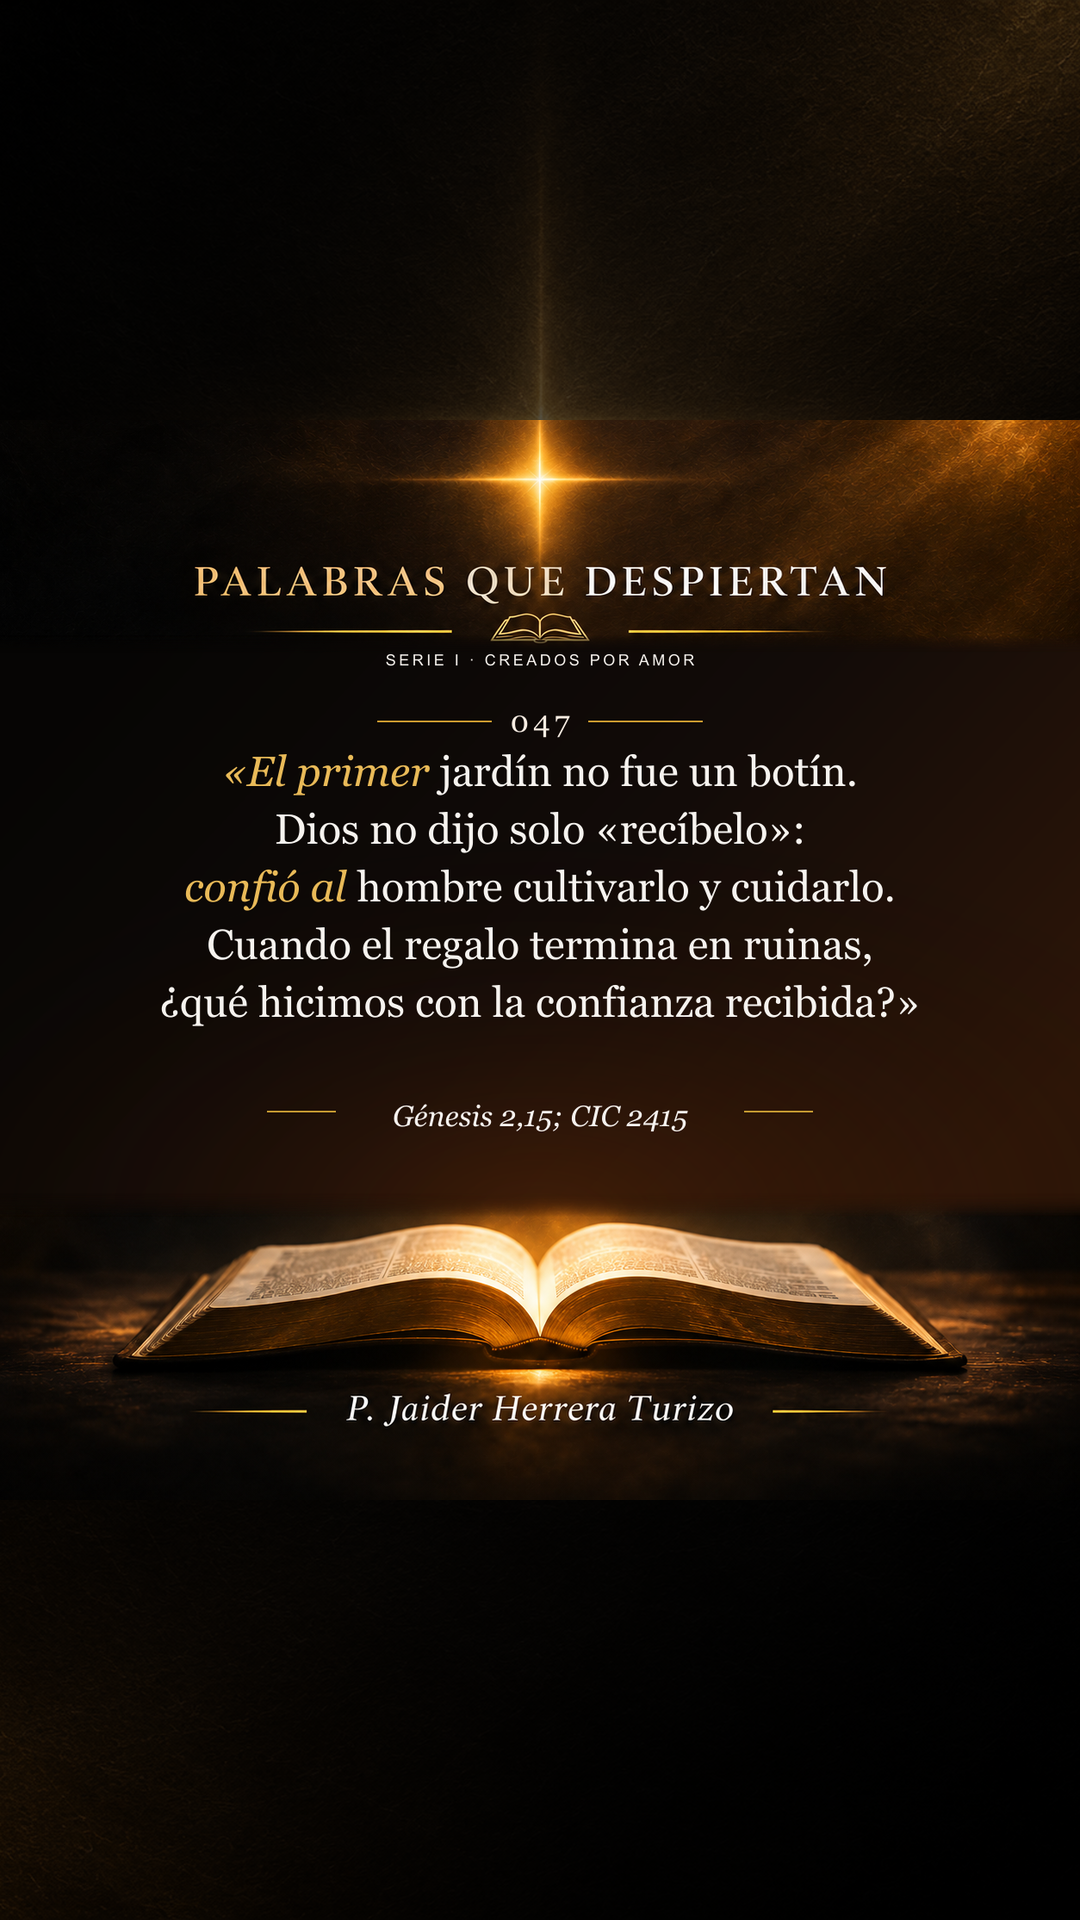 PALABRAS QUE DESPIERTAN
SERIE I · CREADOS POR AMOR
047
«El primer jardín no fue un botín.
Dios no dijo solo «recíbelo»:
confió al hombre cultivarlo y cuidarlo.
Cuando el regalo termina en ruinas,
¿qué hicimos con la confianza recibida?»
Génesis 2,15; CIC 2415
P. Jaider Herrera Turizo